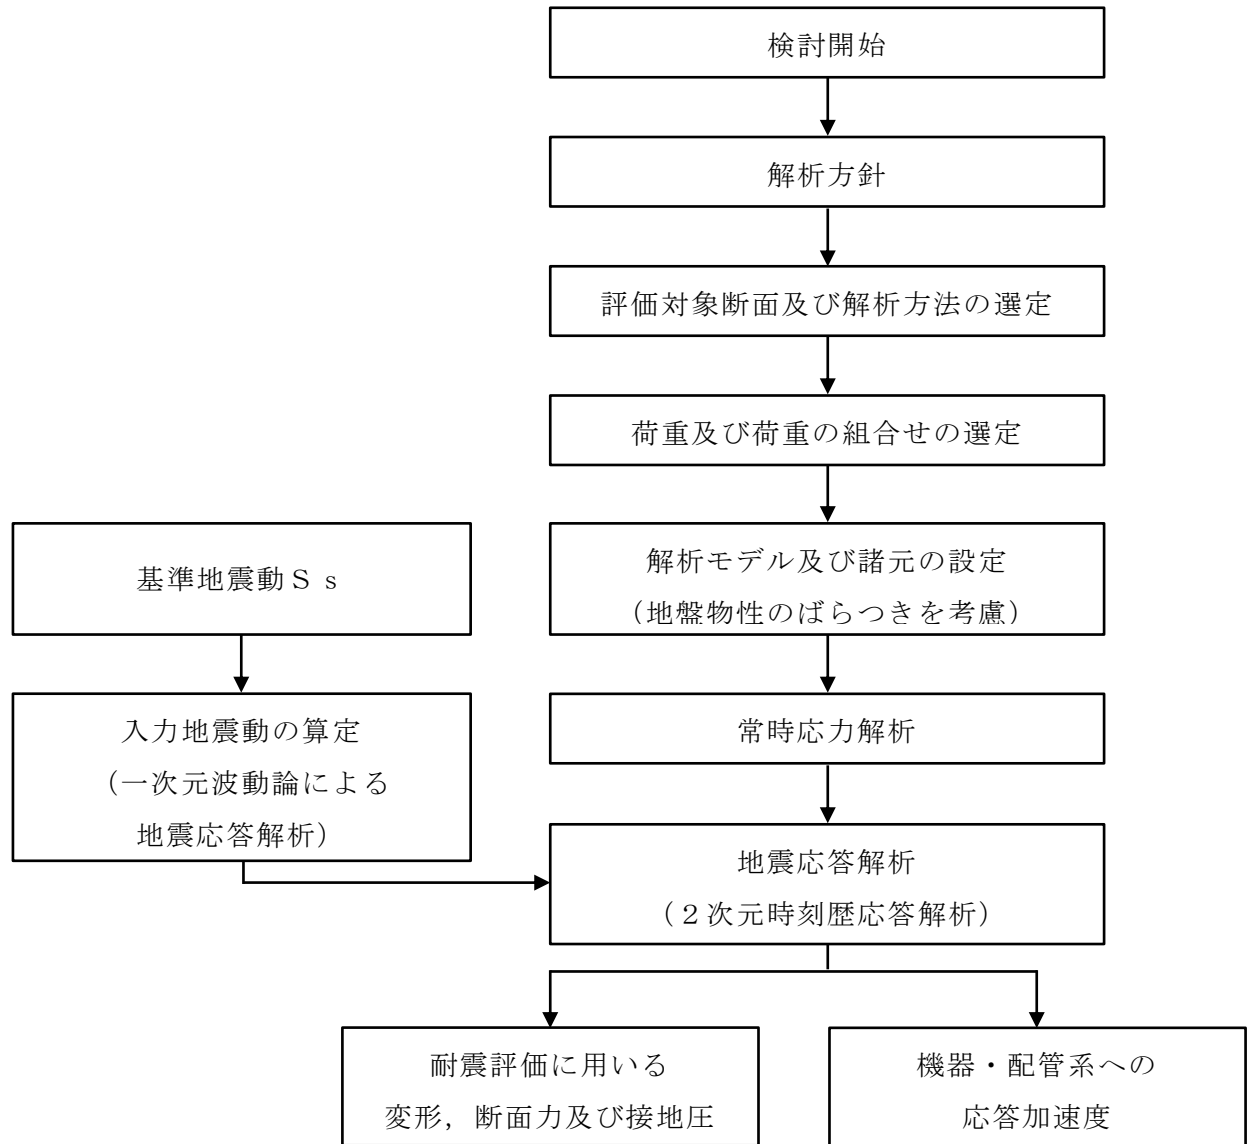 検討開始
解析方針
評価対象断面及び解析方法の選定
荷重及び荷重の組合せの選定
解析モデル及び諸元の設定
（地盤物性のばらつきを考慮）
基準地震動Ｓｓ
入力地震動の算定
（一次元波動論による
地震応答解析）
常時応力解析
地震応答解析
（２次元時刻歴応答解析）
耐震評価に用いる
変形，断面力及び接地圧
機器・配管系への
応答加速度